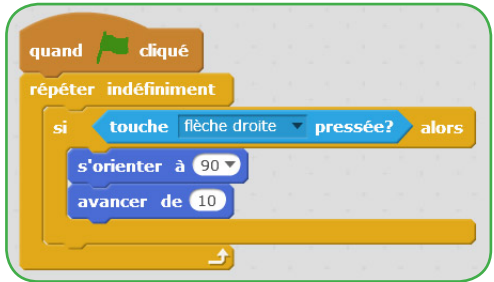 quand cliqué
répéter indéfiniment
si touche flèche droite pressée? alors
s'orienter à 90
avancer de 10